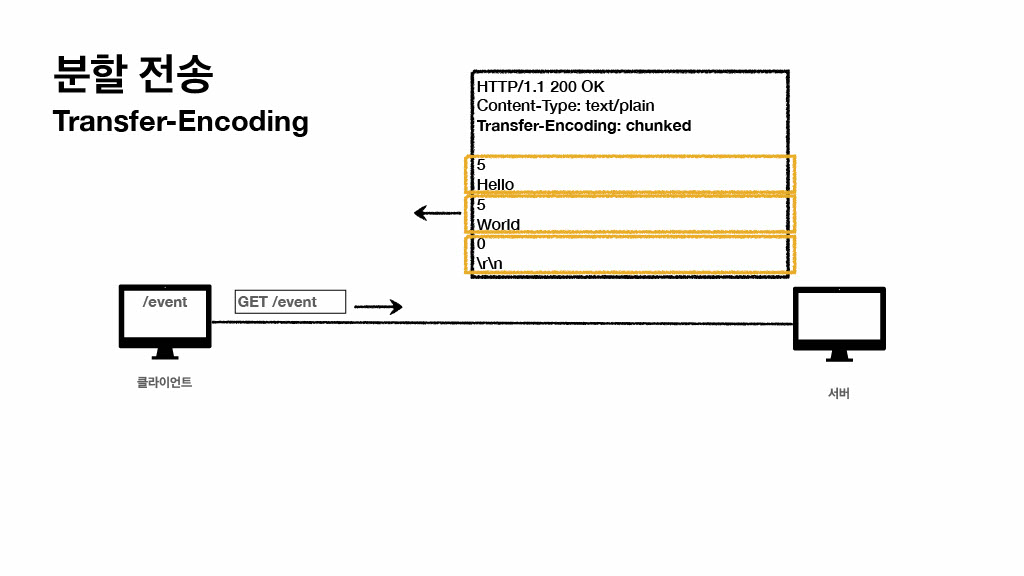 분할 전송
Transfer-Encoding
HTTP/1.1 200 OK
Content-Type: text/plain
Transfer-Encoding: chunked
5
Hello
5
World
0
\r\n
/event
GET /event
클라이언트
서버